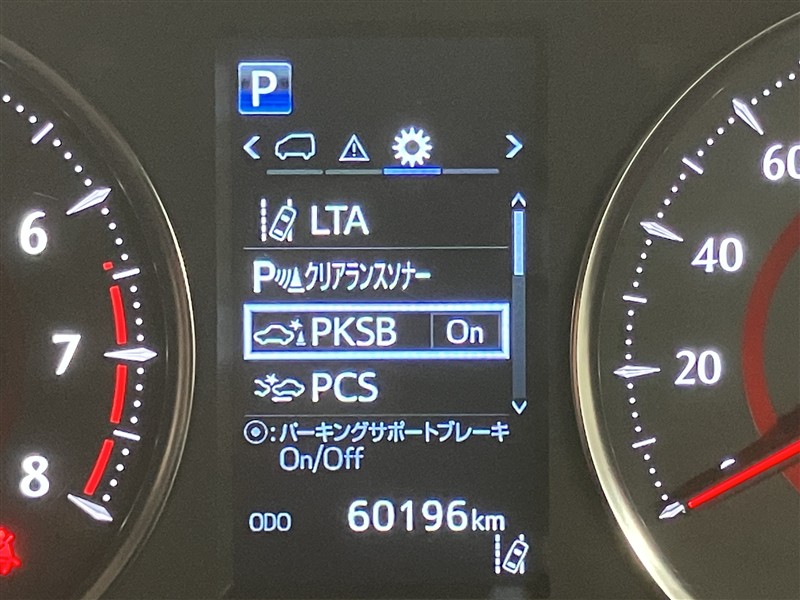 P
LTA
Pクリアランスソナー
PKSB On
PCS
:パーキングサポートブレーキ
On/Off
ODO 60196km
6
7
8
60
40
20